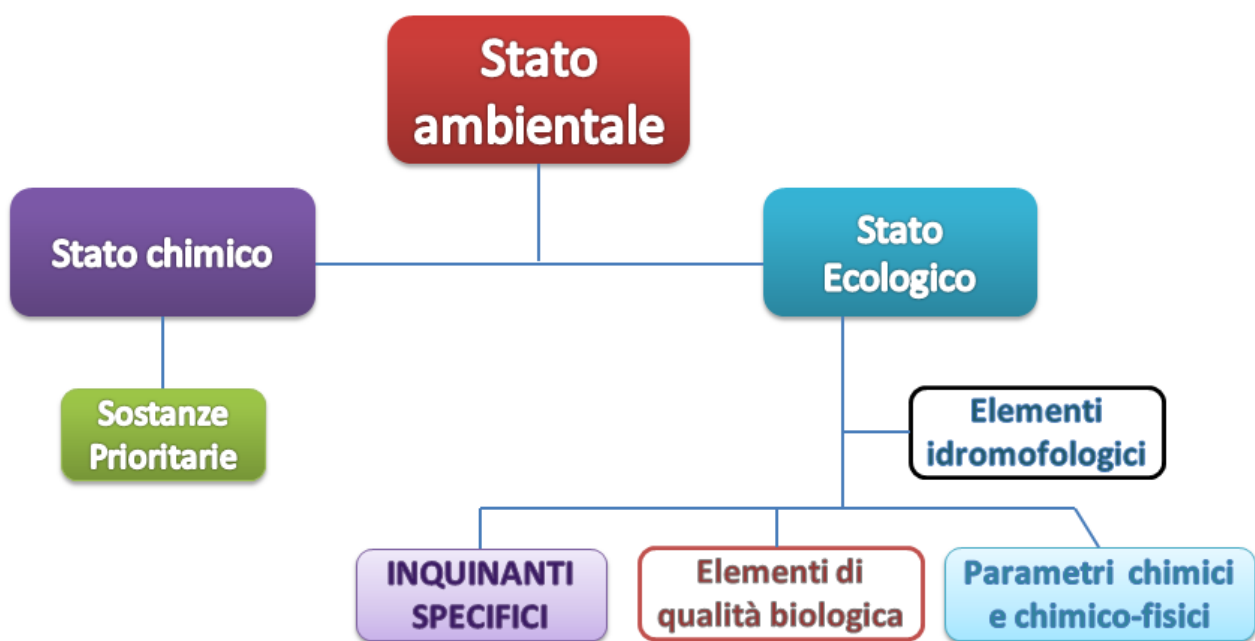 Stato
ambientale
Stato chimico
Stato
Ecologico
Sostanze
Prioritarie
Elementi
idromofologici
INQUINANTI
SPECIFICI
Elementi di
qualità biologica
Parametri chimici
e chimico-fisici